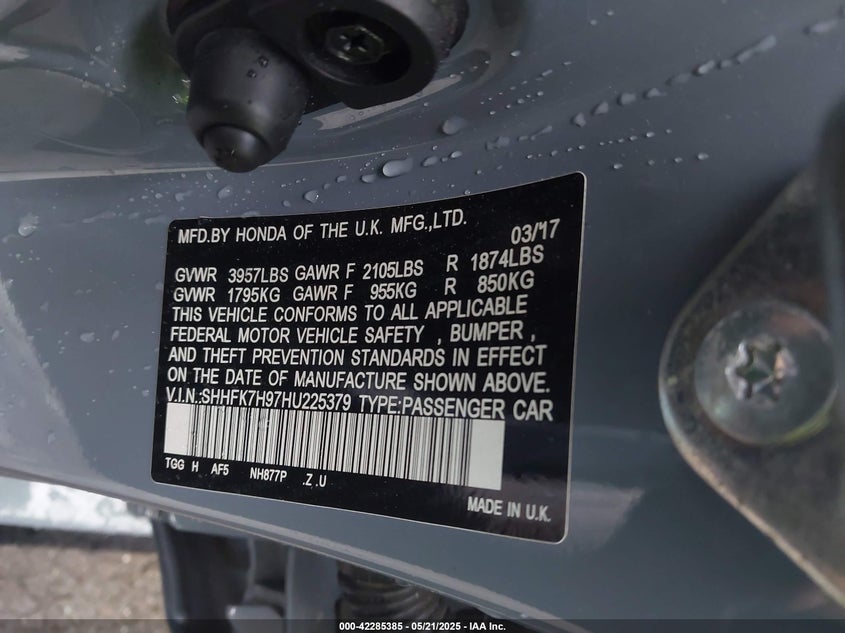 MFD.BY HONDA OF THE U.K. MFG.,LTD.
03/17
GVWR 3957LBS GAWR F 2105LBS R 1874LBS
GVWR 1795KG GAWR F 955KG R 850KG
THIS VEHICLE CONFORMS TO ALL APPLICABLE
FEDERAL MOTOR VEHICLE SAFETY , BUMPER ,
AND THEFT PREVENTION STANDARDS IN EFFECT
ON THE DATE OF MANUFACTURE SHOWN ABOVE.
V.I.N.:SHHFK7H97HU225379 TYPE:PASSENGER CAR
TGG H AF5 NH877P .Z.U
MADE IN U.K.
000-42285385 - 05/21/2025 - IAA Inc.